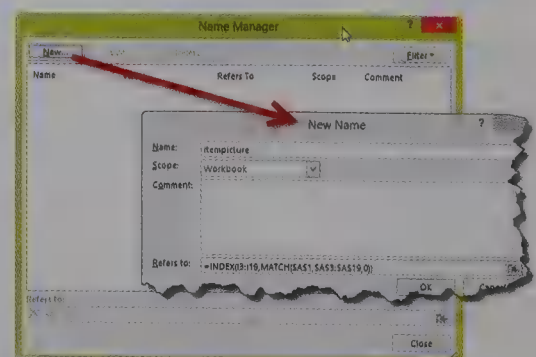 Name Manager
?
New...
Filter
Name Refers To Scope Comment
New Name
?
Name: itempicture
Scope: Workbook
Comment:
Refers to: =INDEX(I3:I19,MATCH($A$1,$A$3:$A$19,0))
OK
Refers to:
Close